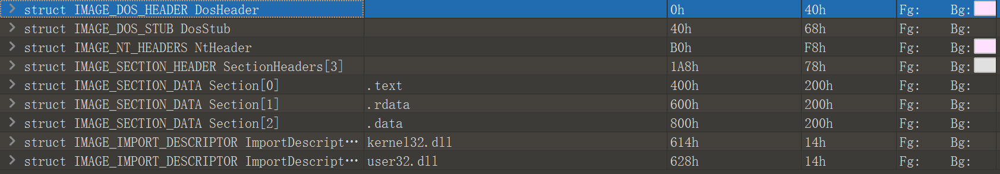 struct IMAGE_DOS_HEADER DosHeader 0h 40h Fg: Bg:
struct IMAGE_DOS_STUB DosStub 40h 68h Fg: Bg:
struct IMAGE_NT_HEADERS NtHeader B0h F8h Fg: Bg:
struct IMAGE_SECTION_HEADER SectionHeaders[3] 1A8h 78h Fg: Bg:
struct IMAGE_SECTION_DATA Section[0] .text 400h 200h Fg: Bg:
struct IMAGE_SECTION_DATA Section[1] .rdata 600h 200h Fg: Bg:
struct IMAGE_SECTION_DATA Section[2] .data 800h 200h Fg: Bg:
struct IMAGE_IMPORT_DESCRIPTOR ImportDescript… kernel32.dll 614h 14h Fg: Bg:
struct IMAGE_IMPORT_DESCRIPTOR ImportDescript… user32.dll 628h 14h Fg: Bg: